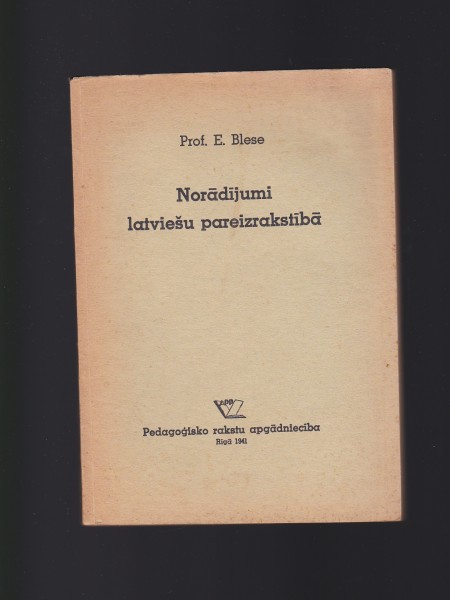 Prof. E. Blese
Norādījumi
latviešu pareizrakstībā
Pedagoģisko rakstu apgādniecība
Rīgā 1941